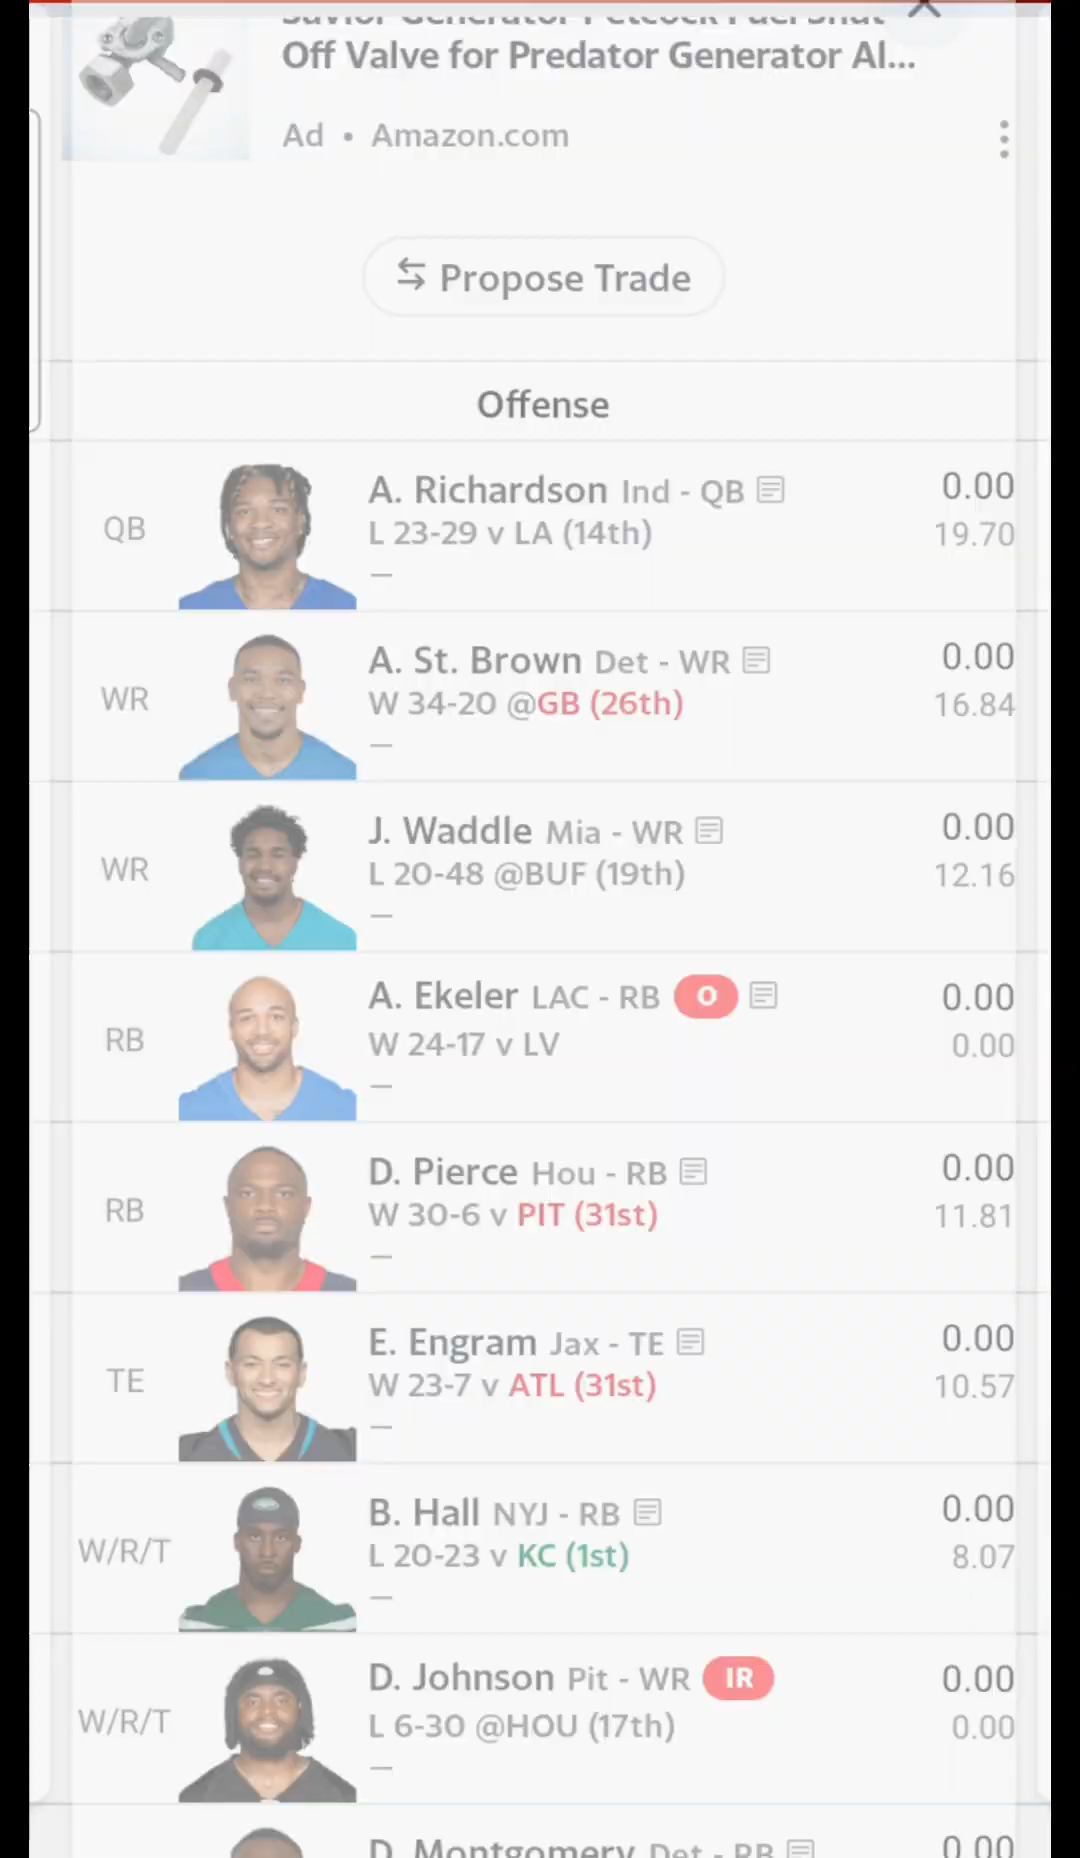 Savior Generator Petcock Fuel Shut
Off Valve for Predator Generator Al...
Ad • Amazon.com
Propose Trade
Offense
QB
A. Richardson Ind - QB
0.00
L 23-29 v LA (14th)
19.70
—
WR
A. St. Brown Det - WR
0.00
W 34-20 @GB (26th)
16.84
—
WR
J. Waddle Mia - WR
0.00
L 20-48 @BUF (19th)
12.16
—
RB
A. Ekeler LAC - RB O
0.00
W 24-17 v LV
0.00
—
RB
D. Pierce Hou - RB
0.00
W 30-6 v PIT (31st)
11.81
—
TE
E. Engram Jax - TE
0.00
W 23-7 v ATL (31st)
10.57
—
W/R/T
B. Hall NYJ - RB
0.00
L 20-23 v KC (1st)
8.07
—
W/R/T
D. Johnson Pit - WR IR
0.00
L 6-30 @HOU (17th)
0.00
—
D. Montgomery Det - RB
0.00